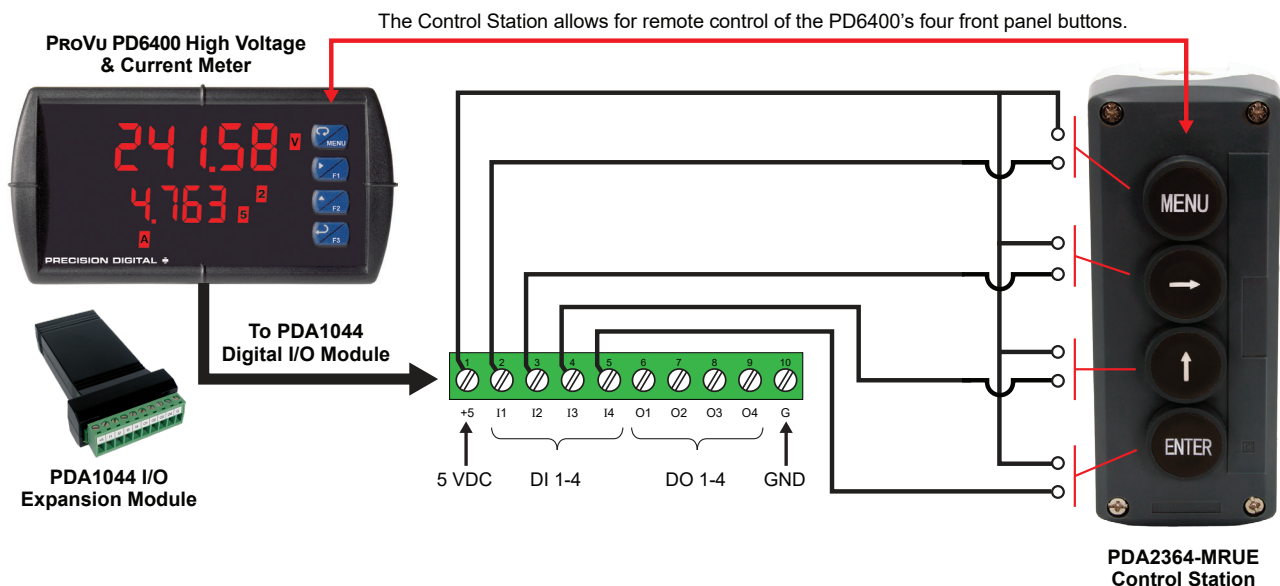 The Control Station allows for remote control of the PD6400’s four front panel buttons.
PROVU PD6400 High Voltage
& Current Meter
241.58 V
MENU
F1
4.763 5 2
F2
A
F3
PRECISION DIGITAL
To PDA1044
Digital I/O Module
1 2 3 4 5 6 7 8 9 10
+5 I1 I2 I3 I4 O1 O2 O3 O4 G
5 VDC DI 1-4 DO 1-4 GND
PDA1044 I/O
Expansion Module
MENU
ENTER
PDA2364-MRUE
Control Station